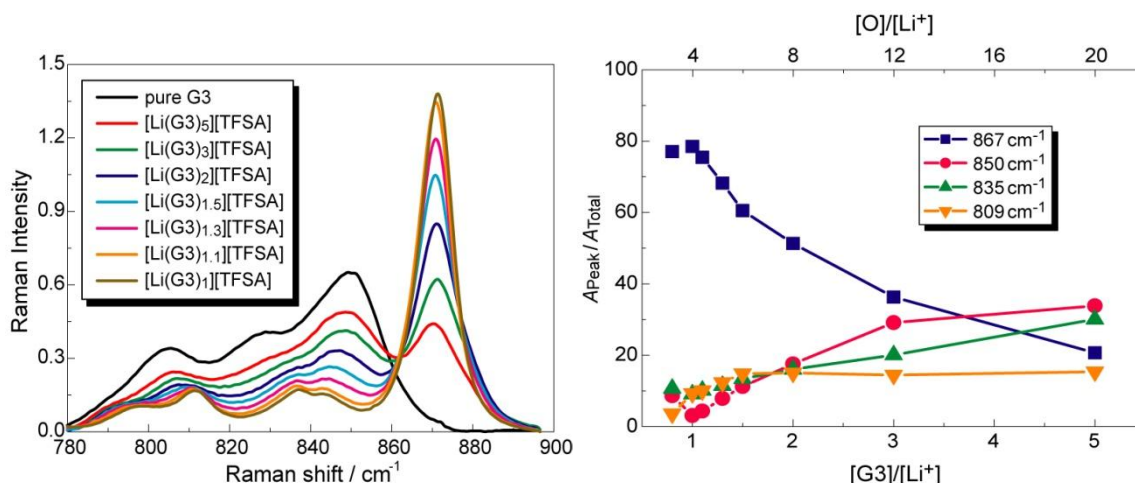 1.5
1.2
0.9
0.6
0.3
0.0
Raman Intensity
pure G3
[Li(G3)₅][TFSA]
[Li(G3)₃][TFSA]
[Li(G3)₂][TFSA]
[Li(G3)₁.₅][TFSA]
[Li(G3)₁.₃][TFSA]
[Li(G3)₁.₁][TFSA]
[Li(G3)₁][TFSA]
780 800 820 840 860 880 900
Raman shift / cm⁻¹
[O]/[Li⁺]
4 8 12 16 20
100
80
60
40
20
0
A_Peak / A_Total
867 cm⁻¹
850 cm⁻¹
835 cm⁻¹
809 cm⁻¹
1 2 3 4 5
[G3]/[Li⁺]